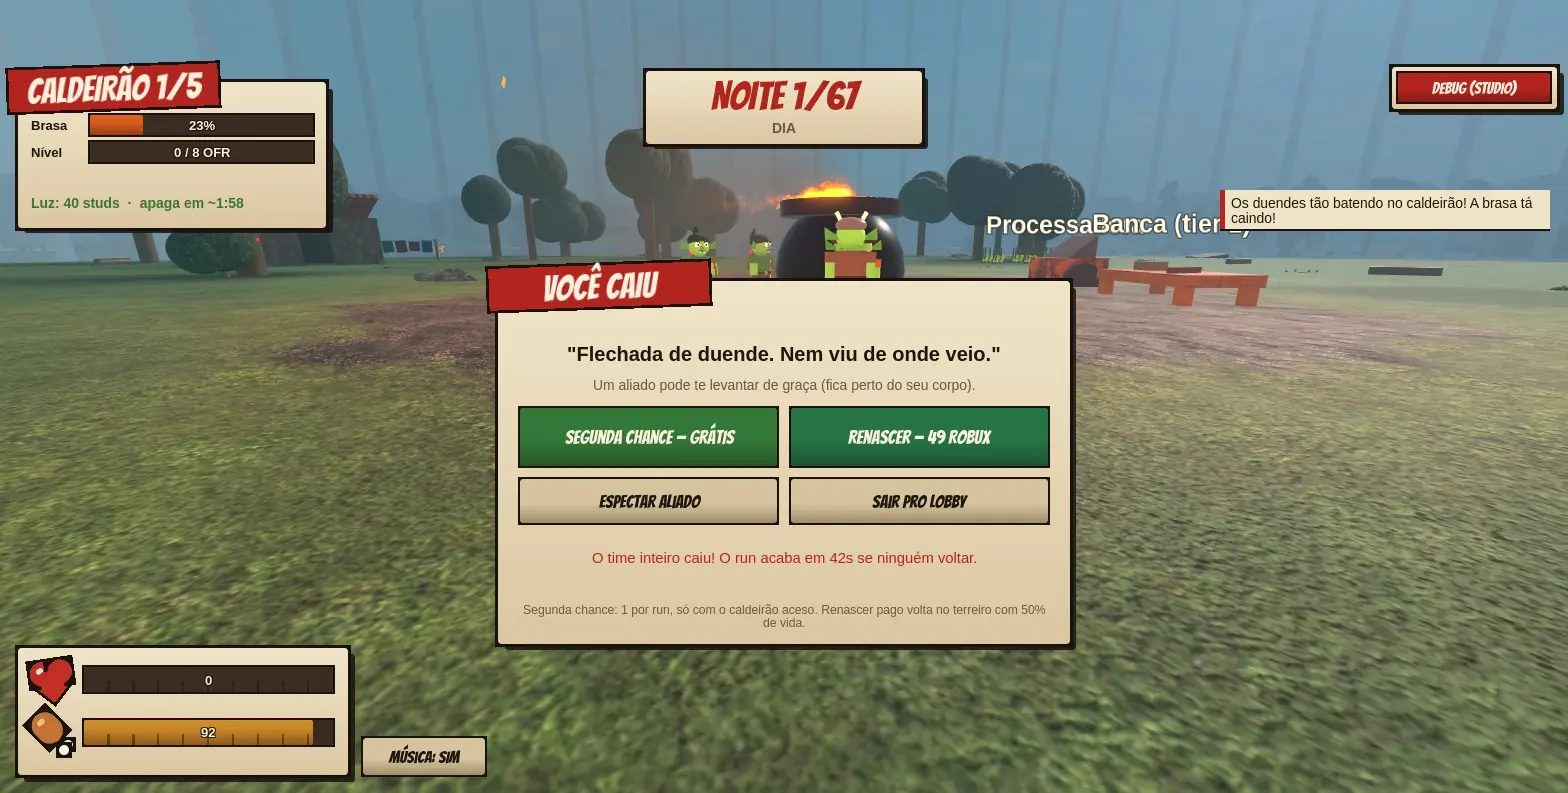 CALDEIRÃO 1/5
Brasa
23%
Nível
0 / 8 OFR
Luz: 40 studs · apaga em ~1:58
NOITE 1/67
DIA
DEBUG (STUDIO)
Os duendes tão batendo no caldeirão! A brasa tá
caindo!
Banca (tier
VOCÊ CAIU
"Flechada de duende. Nem viu de onde veio."
Um aliado pode te levantar de graça (fica perto do seu corpo).
SEGUNDA CHANCE – GRÁTIS
RENASCER – 49 ROBUX
ESPECTAR ALIADO
SAIR PRO LOBBY
O time inteiro caiu! O run acaba em 42s se ninguém voltar.
Segunda chance: 1 por run, só com o caldeirão aceso. Renascer pago volta no terreiro com 50%
de vida.
0
92
MÚSICA: SIM